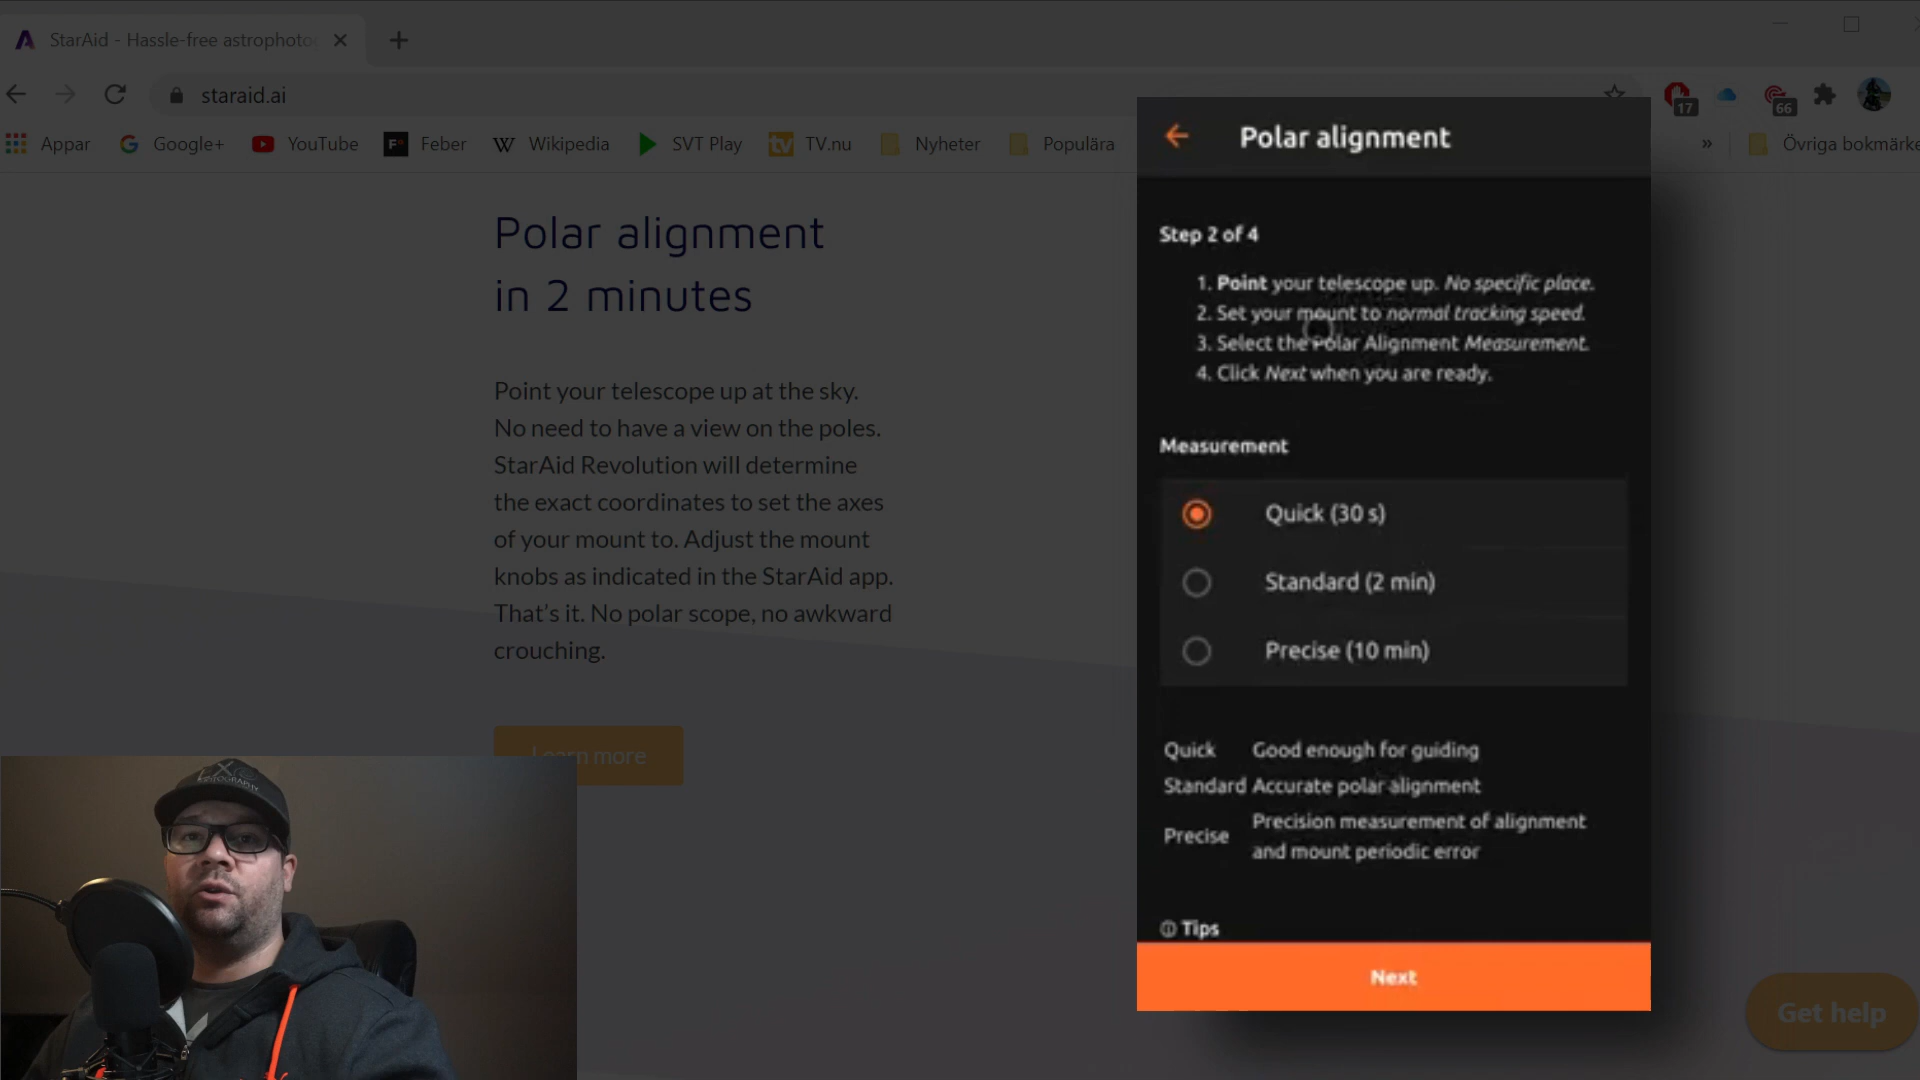 StarAid - Hassle-free astrophoto
staraid.ai
17
66
Appar
Google+
YouTube
Feber
Wikipedia
SVT Play
TV.nu
Nyheter
Populära
»
Övriga bokmärke
Polar alignment
in 2 minutes
Point your telescope up at the sky.
No need to have a view on the poles.
StarAid Revolution will determine
the exact coordinates to set the axes
of your mount to. Adjust the mount
knobs as indicated in the StarAid app.
That's it. No polar scope, no awkward
crouching.
Learn more
Polar alignment
Step 2 of 4
1. Point your telescope up. No specific place.
2. Set your mount to normal tracking speed.
3. Select the Polar Alignment Measurement.
4. Click Next when you are ready.
Measurement
Quick (30 s)
Standard (2 min)
Precise (10 min)
Quick Good enough for guiding
Standard Accurate polar alignment
Precise Precision measurement of alignment
and mount periodic error
Tips
Next
Get help